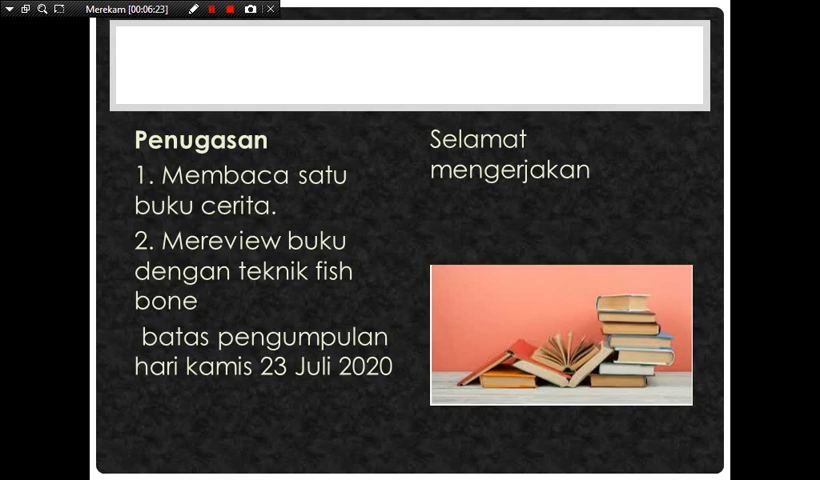 Merekam [00:06:23]
Penugasan
1. Membaca satu
buku cerita.
2. Mereview buku
dengan teknik fish
bone
batas pengumpulan
hari kamis 23 Juli 2020
Selamat
mengerjakan